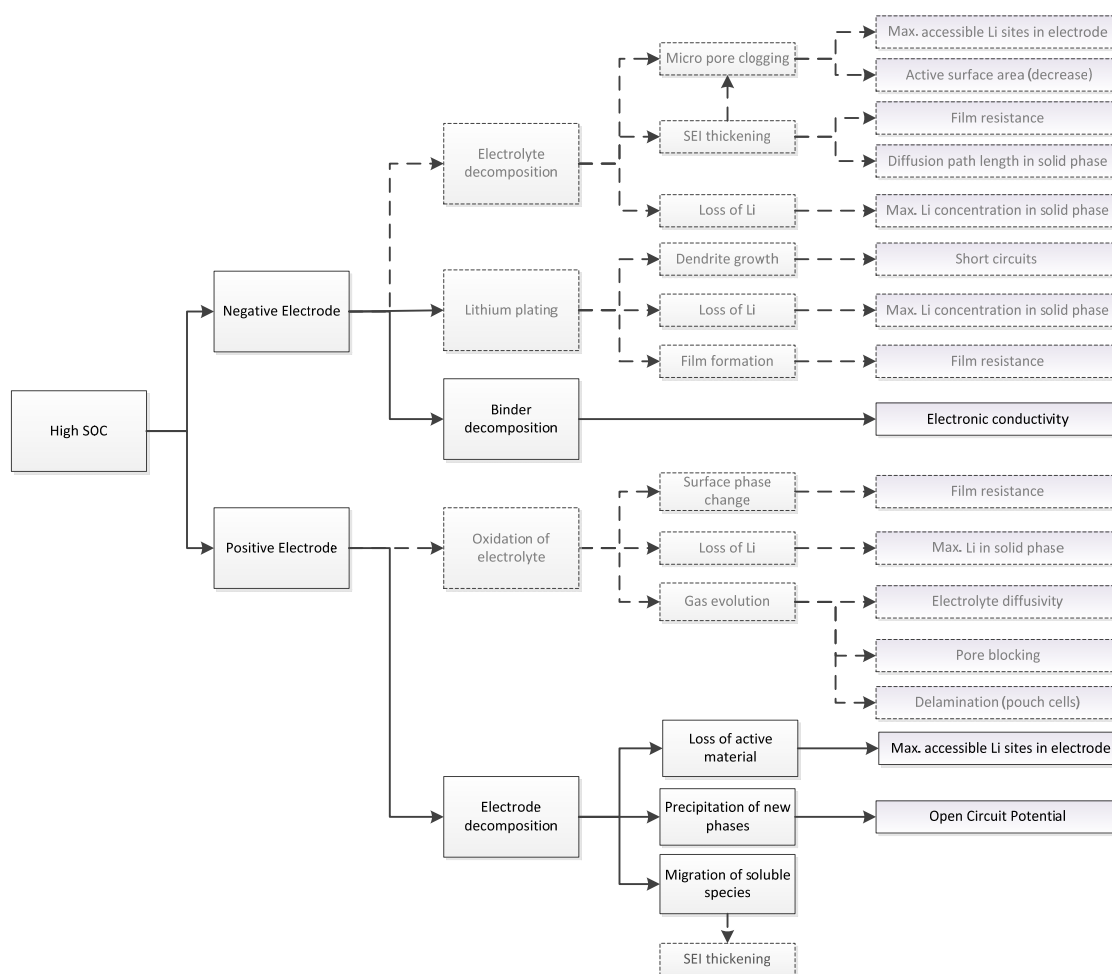 Max. accessible Li sites in electrode
Micro pore clogging
Active surface area (decrease)
Film resistance
SEI thickening
Electrolyte
decomposition
Diffusion path length in solid phase
Loss of Li
Max. Li concentration in solid phase
Dendrite growth
Short circuits
Negative Electrode
Lithium plating
Loss of Li
Max. Li concentration in solid phase
Film formation
Film resistance
Binder
decomposition
Electronic conductivity
High SOC
Surface phase
change
Film resistance
Positive Electrode
Oxidation of
electrolyte
Loss of Li
Max. Li in solid phase
Gas evolution
Electrolyte diffusivity
Pore blocking
Delamination (pouch cells)
Loss of active
material
Max. accessible Li sites in electrode
Electrode
decomposition
Precipitation of new
phases
Open Circuit Potential
Migration of soluble
species
SEI thickening